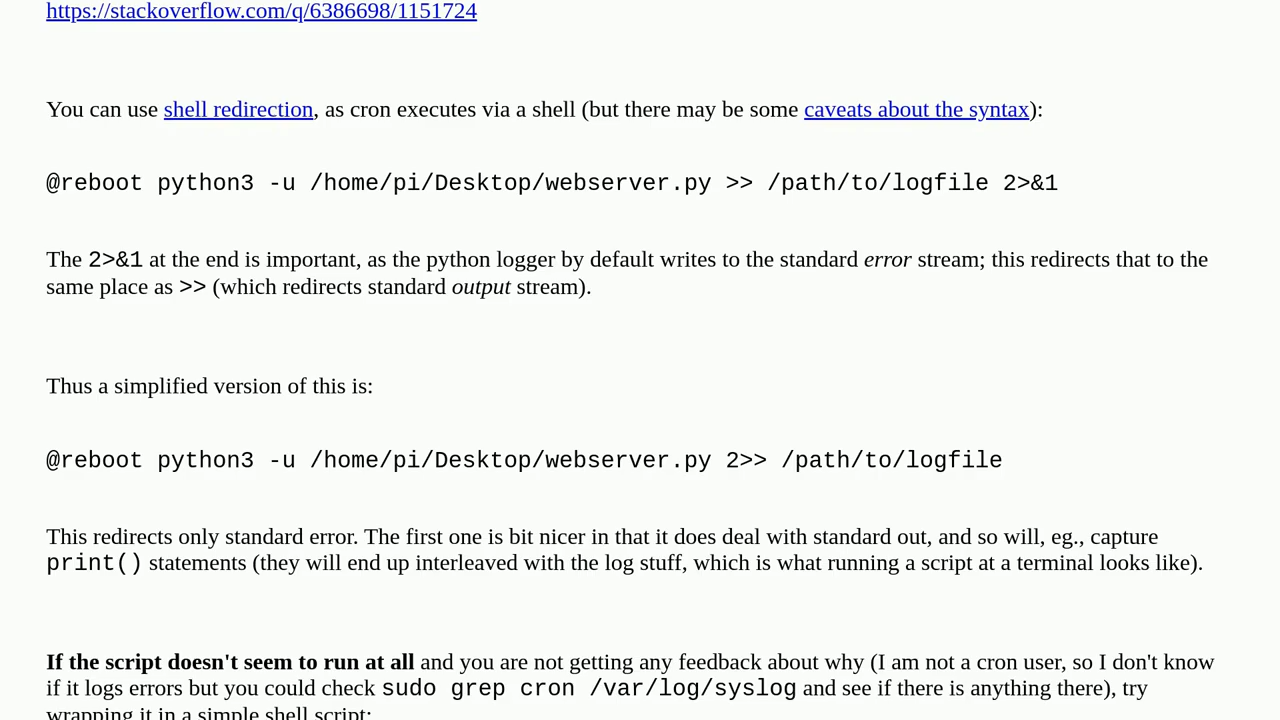 https://stackoverflow.com/q/6386698/1151724
You can use shell redirection, as cron executes via a shell (but there may be some caveats about the syntax):
@reboot python3 -u /home/pi/Desktop/webserver.py >> /path/to/logfile 2>&1
The 2>&1 at the end is important, as the python logger by default writes to the standard error stream; this redirects that to the
same place as >> (which redirects standard output stream).
Thus a simplified version of this is:
@reboot python3 -u /home/pi/Desktop/webserver.py 2>> /path/to/logfile
This redirects only standard error. The first one is bit nicer in that it does deal with standard out, and so will, eg., capture
print() statements (they will end up interleaved with the log stuff, which is what running a script at a terminal looks like).
If the script doesn't seem to run at all and you are not getting any feedback about why (I am not a cron user, so I don't know
if it logs errors but you could check sudo grep cron /var/log/syslog and see if there is anything there), try
wrapping it in a simple shell script: